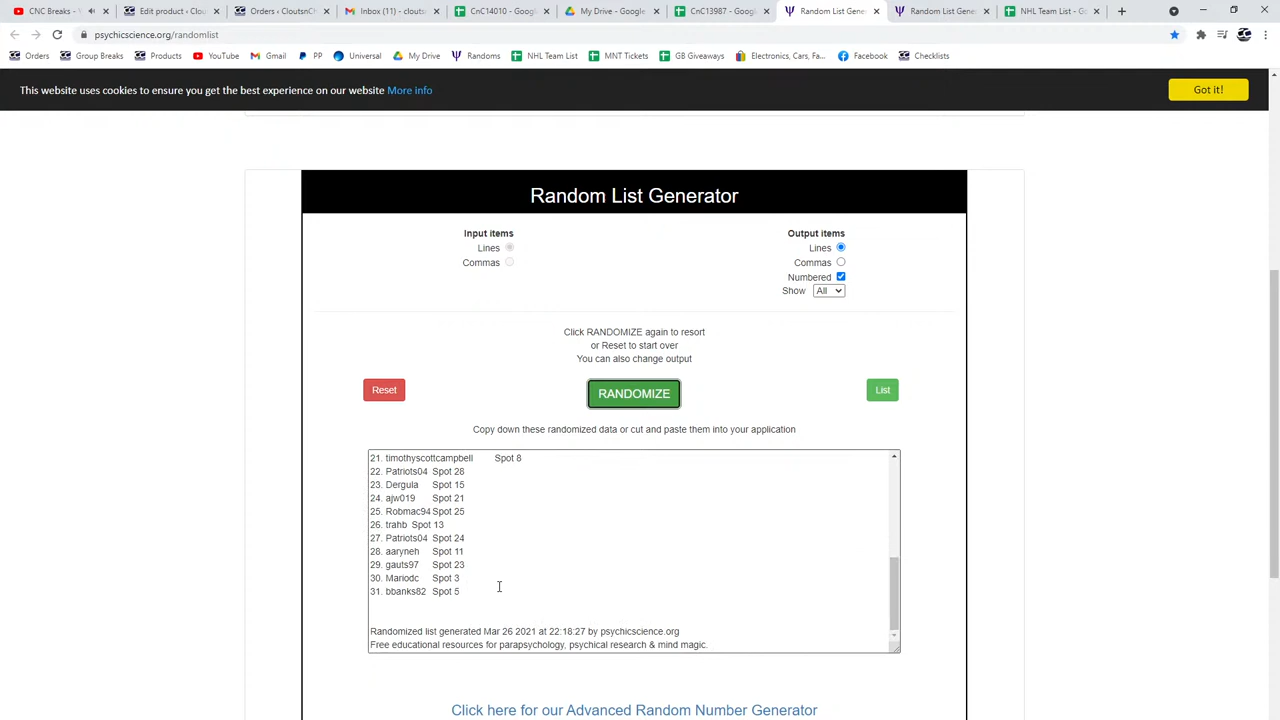 CNC Breaks - Y
Edit product ‹ Clou
Orders ‹ CloutsnCh
Inbox (11) - clouts
CnC14010 - Googl
My Drive - Google
CnC13987 - Googl
Random List Gene
Random List Gene
NHL Team List - Go
psychicscience.org/randomlist
Orders
Group Breaks
Products
YouTube
Gmail
PP
Universal
My Drive
Randoms
NHL Team List
MNT Tickets
GB Giveaways
Electronics, Cars, Fa...
Facebook
Checklists
This website uses cookies to ensure you get the best experience on our website More info
Got it!
Random List Generator
Input items
Lines
Commas
Output items
Lines
Commas
Numbered
Show All
Click RANDOMIZE again to resort
or Reset to start over
You can also change output
Reset
RANDOMIZE
List
Copy down these randomized data or cut and paste them into your application
21. timothyscottcampbell Spot 8
22. Patriots04 Spot 28
23. Dergula Spot 15
24. ajw019 Spot 21
25. Robmac94 Spot 25
26. trahb Spot 13
27. Patriots04 Spot 24
28. aaryneh Spot 11
29. gauts97 Spot 23
30. Mariodc Spot 3
31. bbanks82 Spot 5
Randomized list generated Mar 26 2021 at 22:18:27 by psychicscience.org
Free educational resources for parapsychology, psychical research & mind magic.
Click here for our Advanced Random Number Generator